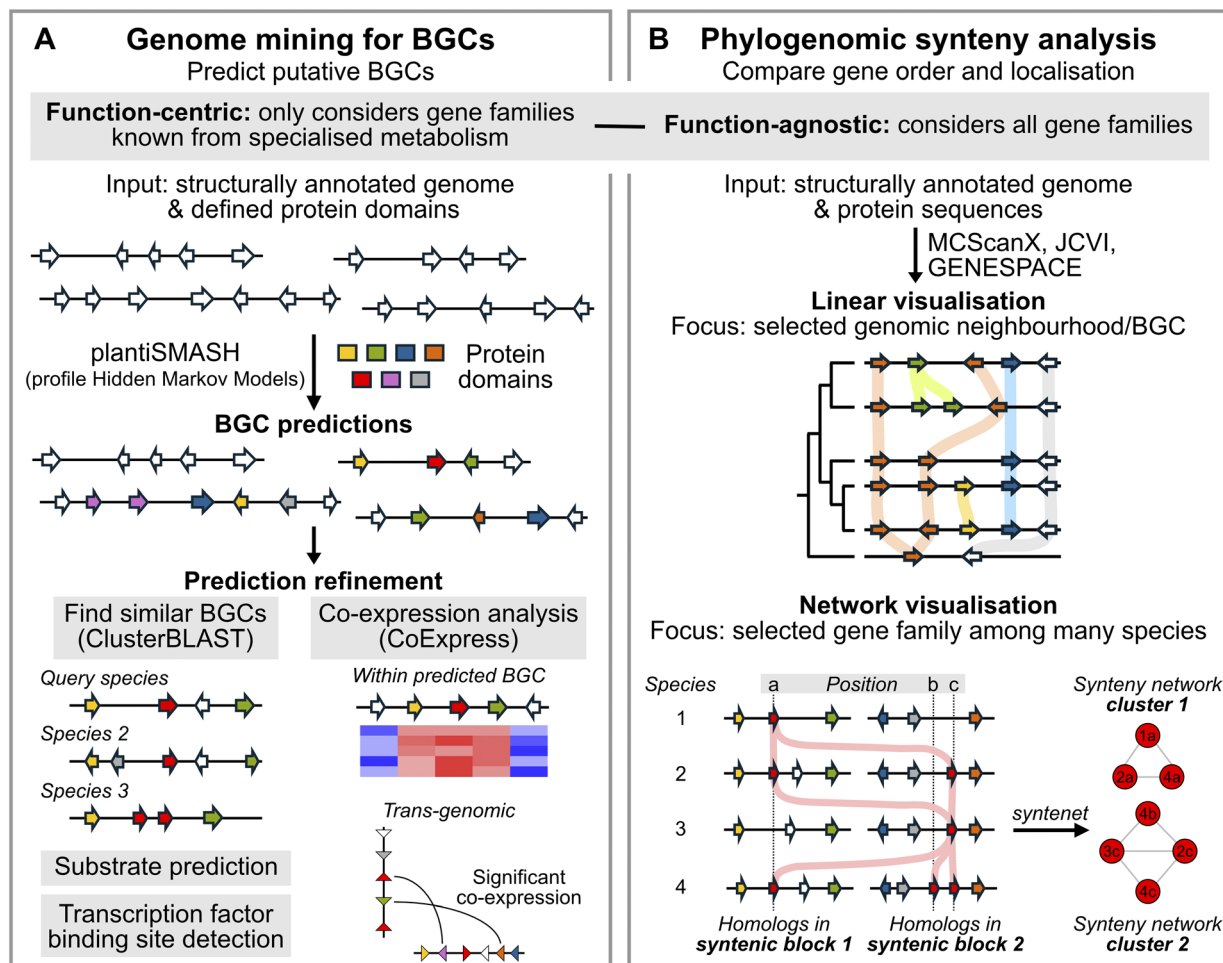 A
Genome mining for BGCs
Predict putative BGCs
B
Phylogenomic synteny analysis
Compare gene order and localisation
Function-centric: only considers gene families
known from specialised metabolism
Function-agnostic: considers all gene families
Input: structurally annotated genome
& defined protein domains
plantiSMASH
(profile Hidden Markov Models)
Protein
domains
BGC predictions
Prediction refinement
Find similar BGCs
(ClusterBLAST)
Query species
Species 2
Species 3
Substrate prediction
Transcription factor
binding site detection
Co-expression analysis
(CoExpress)
Within predicted BGC
Trans-genomic
Significant
co-expression
Input: structurally annotated genome
& protein sequences
MCScanX, JCVI,
GENESPACE
Linear visualisation
Focus: selected genomic neighbourhood/BGC
Network visualisation
Focus: selected gene family among many species
Species
a Position b c
1
2
3
4
Homologs in
syntenic block 1
Homologs in
syntenic block 2
syntenet
Synteny network
cluster 1
1a
2a 4a
4b
3c 2c
4c
Synteny network
cluster 2